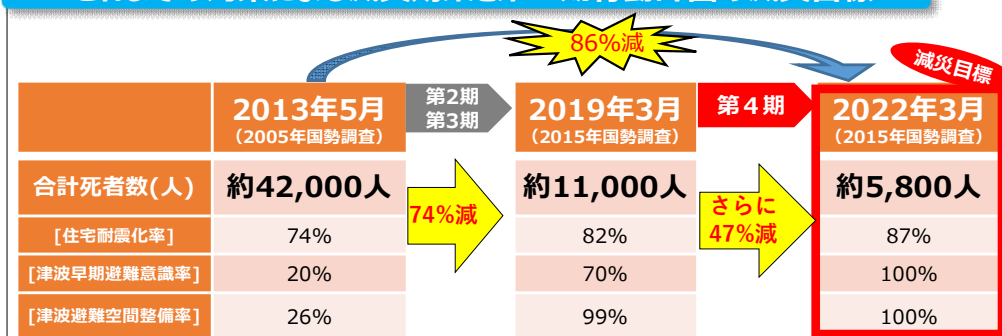 86%減
減災目標
2013年5月
(2005年国勢調査)
第2期
第3期
2019年3月
(2015年国勢調査)
第４期
2022年3月
(2015年国勢調査)
合計死者数(人)
約42,000人
74%減
約11,000人
さらに
47%減
約5,800人
[住宅耐震化率]
74%
82%
87%
[津波早期避難意識率]
20%
70%
100%
[津波避難空間整備率]
26%
99%
100%